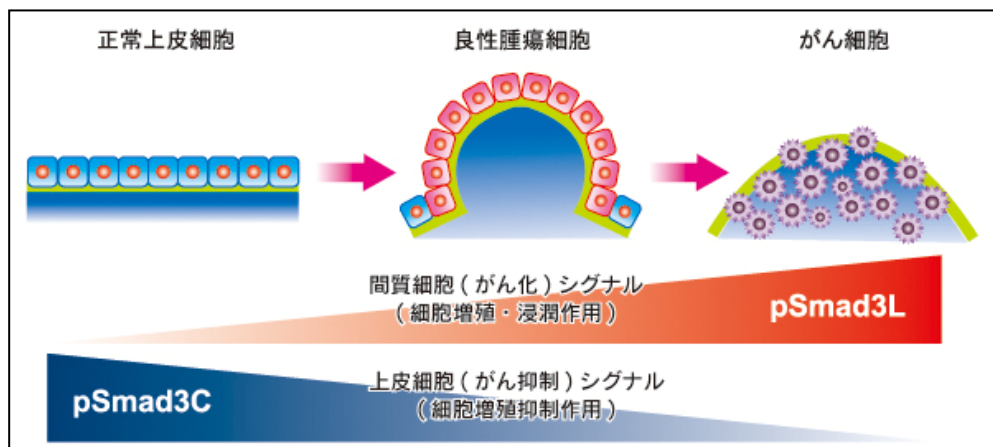 正常上皮細胞
良性腫瘍細胞
がん細胞
間質細胞(がん化)シグナル
(細胞増殖・浸潤作用)
pSmad3L
pSmad3C
上皮細胞(がん抑制)シグナル
(細胞増殖抑制作用)